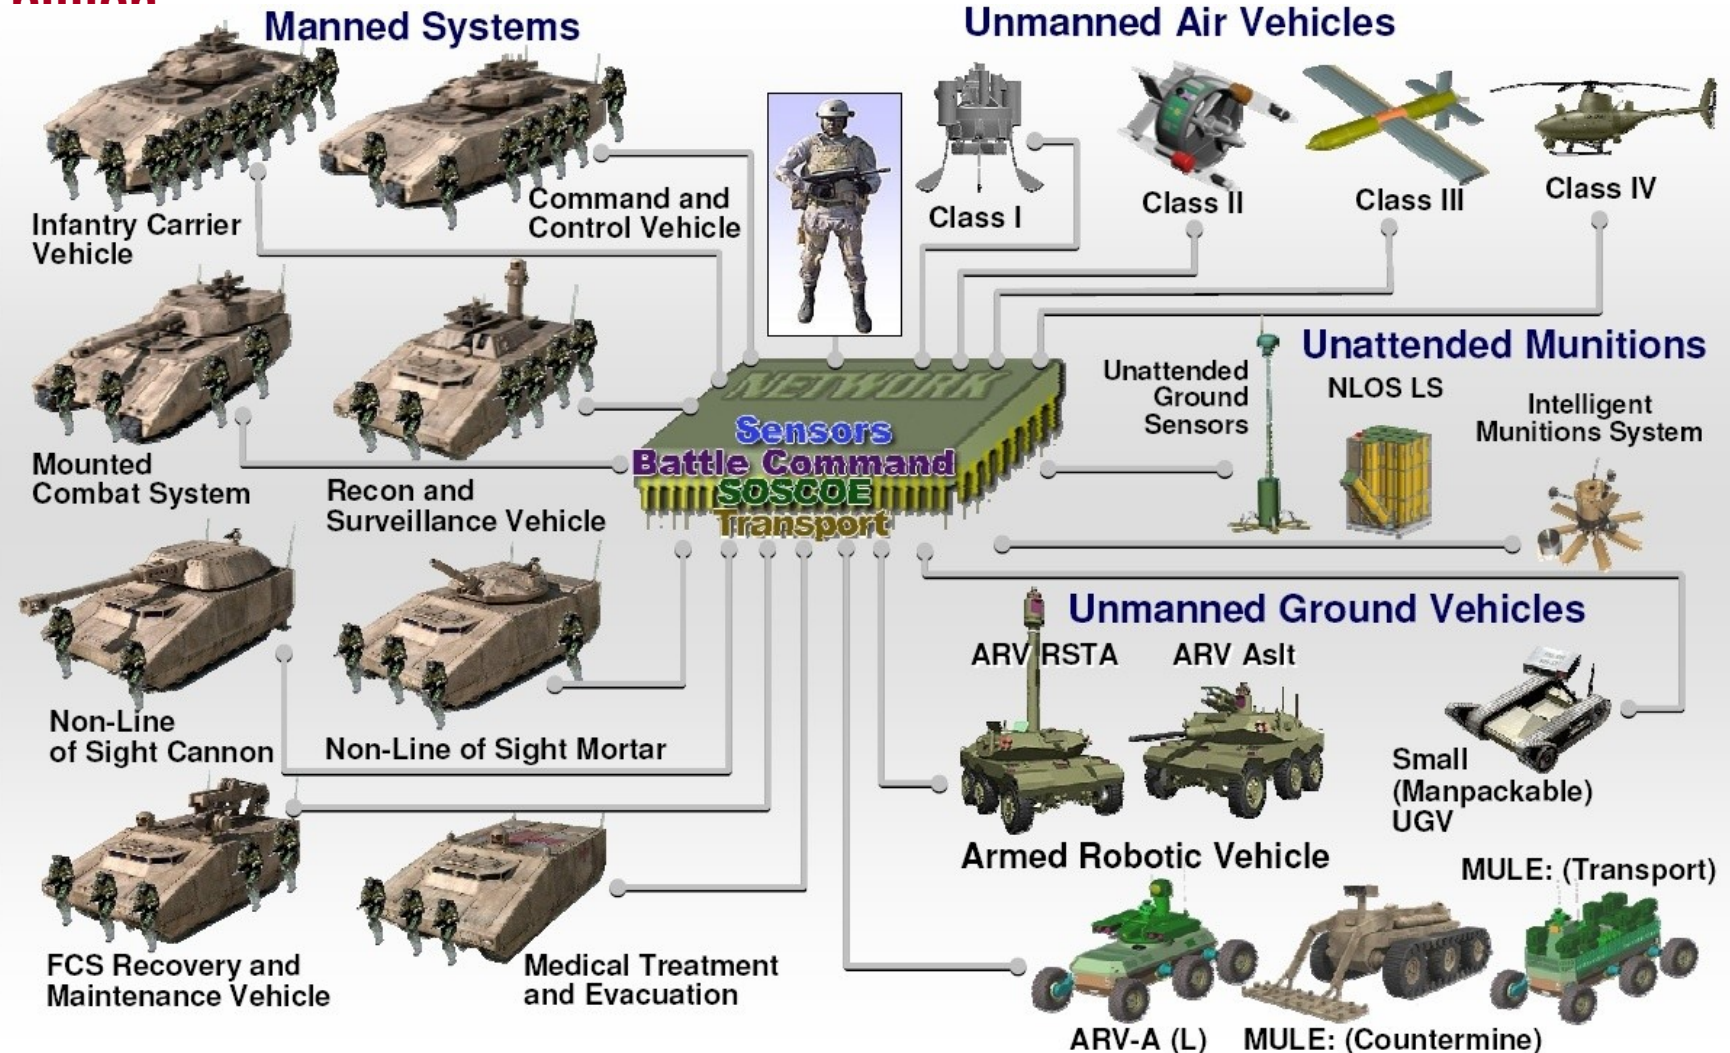 Manned Systems
Unmanned Air Vehicles
Infantry Carrier
Vehicle
Command and
Control Vehicle
Class I
Class II
Class III
Class IV
Mounted
Combat System
Recon and
Surveillance Vehicle
NETWORK
Sensors
Battle Command
SOSCOE
Transport
Unattended
Ground
Sensors
Unattended Munitions
NLOS LS
Intelligent
Munitions System
Non-Line
of Sight Cannon
Non-Line of Sight Mortar
Unmanned Ground Vehicles
ARV RSTA
ARV Aslt
Small
(Manpackable)
UGV
Armed Robotic Vehicle
FCS Recovery and
Maintenance Vehicle
Medical Treatment
and Evacuation
MULE: (Transport)
ARV-A (L)
MULE: (Countermine)